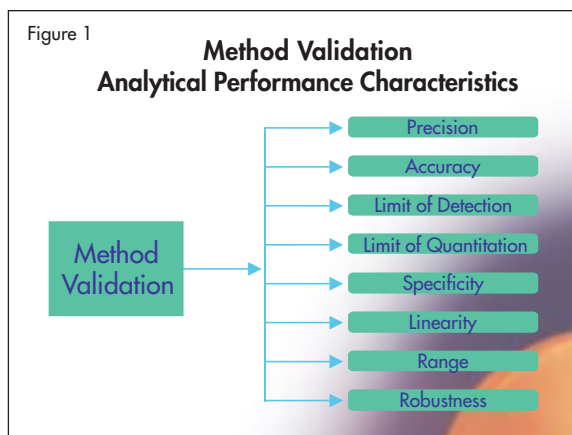 Figure 1
Method Validation
Analytical Performance Characteristics
Method
Validation
Precision
Accuracy
Limit of Detection
Limit of Quantitation
Specificity
Linearity
Range
Robustness